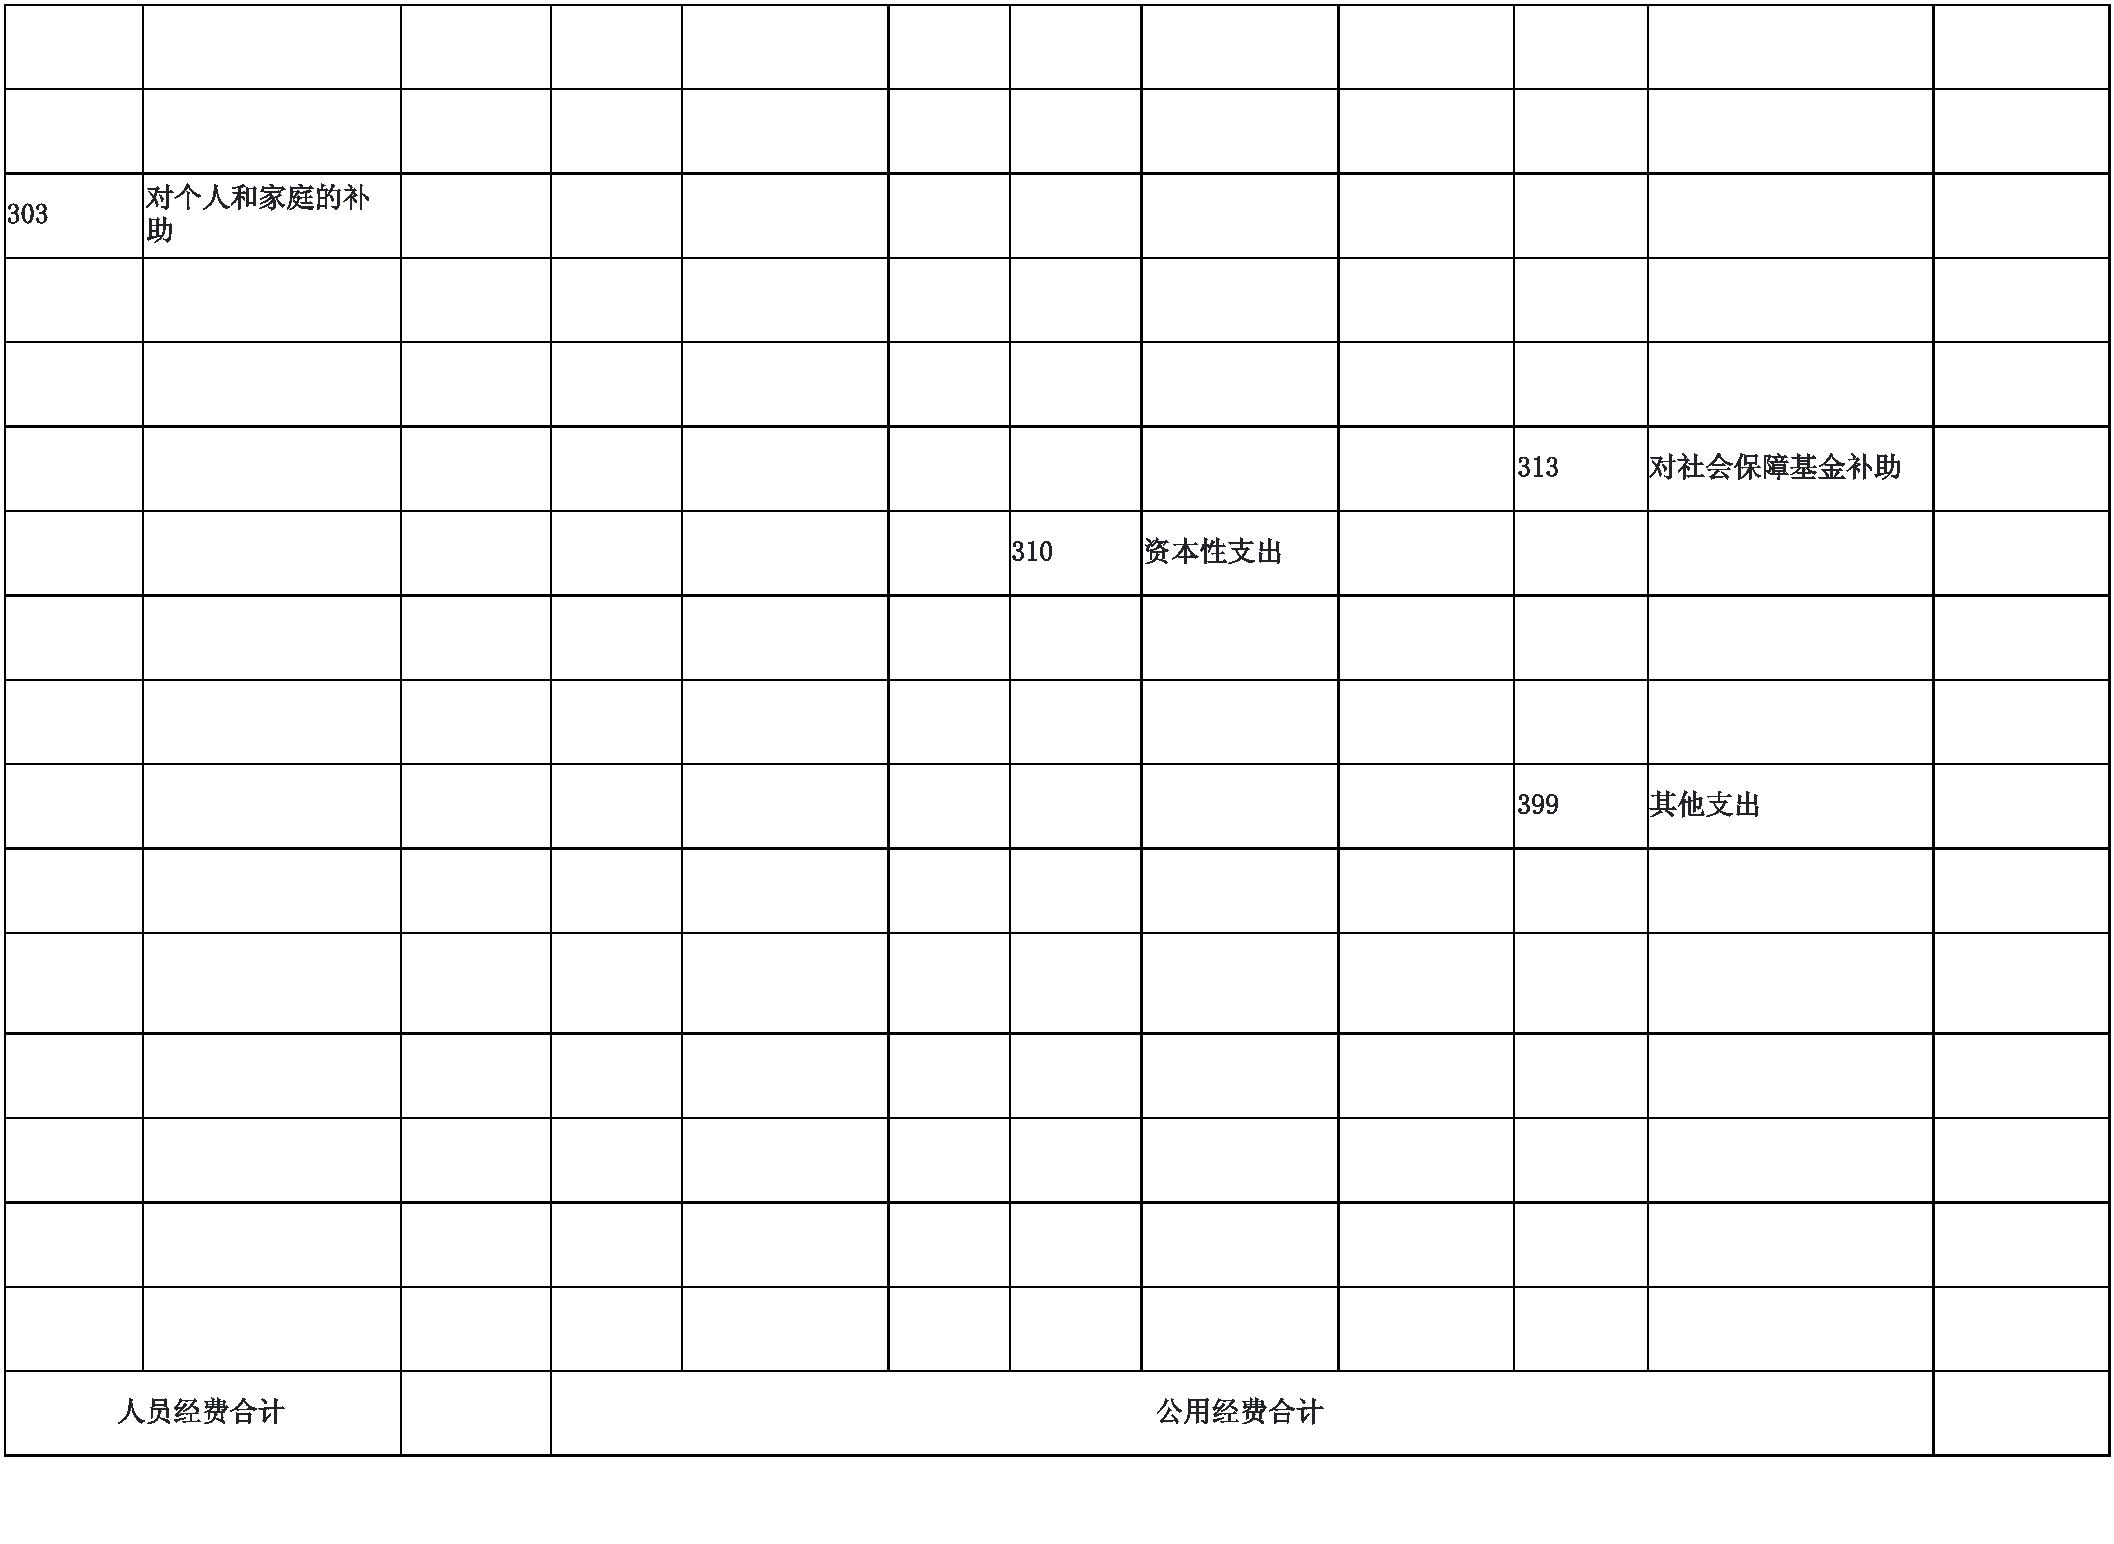 303
对个人和家庭的补
助
313
对社会保障基金补助
310
资本性支出
399
其他支出
人员经费合计
公用经费合计